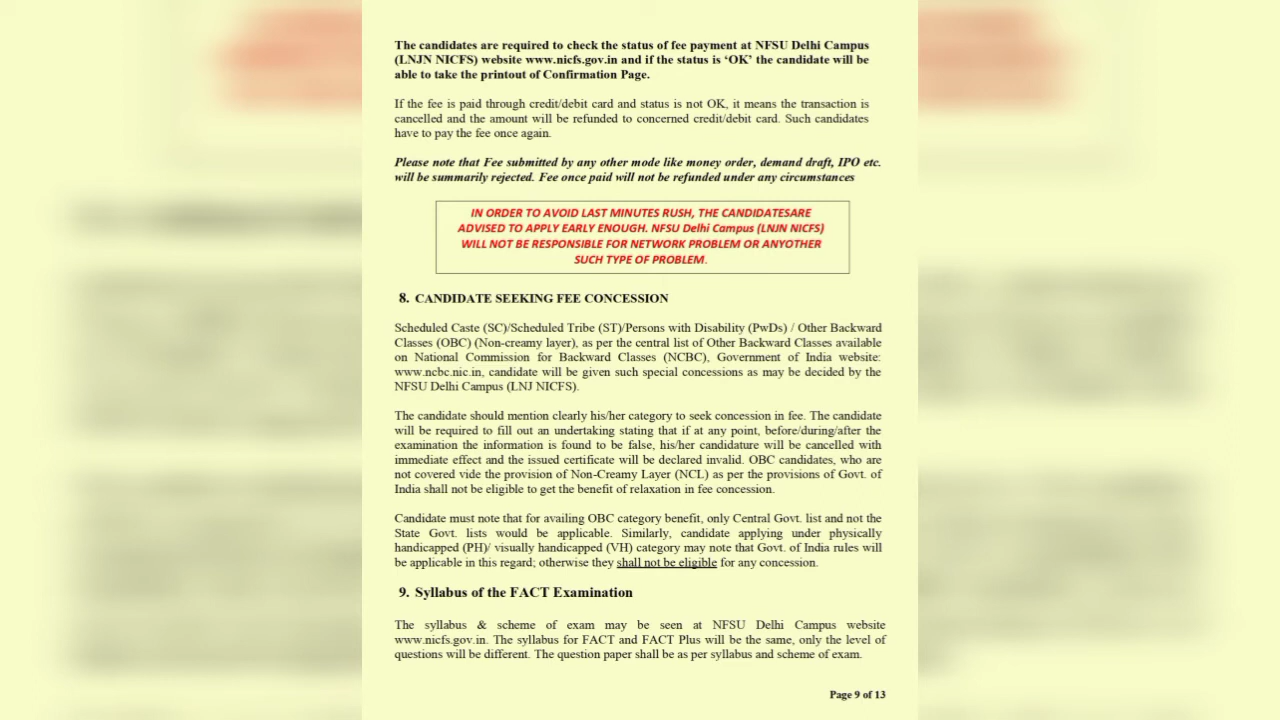 The candidates are required to check the status of fee payment at NFSU Delhi Campus
(LNJN NICFS) website www.nicfs.gov.in and if the status is ‘OK’ the candidate will be
able to take the printout of Confirmation Page.
If the fee is paid through credit/debit card and status is not OK, it means the transaction is
cancelled and the amount will be refunded to concerned credit/debit card. Such candidates
have to pay the fee once again.
Please note that Fee submitted by any other mode like money order, demand draft, IPO etc.
will be summarily rejected. Fee once paid will not be refunded under any circumstances
IN ORDER TO AVOID LAST MINUTES RUSH, THE CANDIDATESARE
ADVISED TO APPLY EARLY ENOUGH. NFSU Delhi Campus (LNJN NICFS)
WILL NOT BE RESPONSIBLE FOR NETWORK PROBLEM OR ANYOTHER
SUCH TYPE OF PROBLEM.
8. CANDIDATE SEEKING FEE CONCESSION
Scheduled Caste (SC)/Scheduled Tribe (ST)/Persons with Disability (PwDs) / Other Backward
Classes (OBC) (Non-creamy layer), as per the central list of Other Backward Classes available
on National Commission for Backward Classes (NCBC), Government of India website:
www.ncbc.nic.in, candidate will be given such special concessions as may be decided by the
NFSU Delhi Campus (LNJ NICFS).
The candidate should mention clearly his/her category to seek concession in fee. The candidate
will be required to fill out an undertaking stating that if at any point, before/during/after the
examination the information is found to be false, his/her candidature will be cancelled with
immediate effect and the issued certificate will be declared invalid. OBC candidates, who are
not covered vide the provision of Non-Creamy Layer (NCL) as per the provisions of Govt. of
India shall not be eligible to get the benefit of relaxation in fee concession.
Candidate must note that for availing OBC category benefit, only Central Govt. list and not the
State Govt. lists would be applicable. Similarly, candidate applying under physically
handicapped (PH)/ visually handicapped (VH) category may note that Govt. of India rules will
be applicable in this regard; otherwise they shall not be eligible for any concession.
9. Syllabus of the FACT Examination
The syllabus & scheme of exam may be seen at NFSU Delhi Campus website
www.nicfs.gov.in. The syllabus for FACT and FACT Plus will be the same, only the level of
questions will be different. The question paper shall be as per syllabus and scheme of exam.
Page 9 of 13